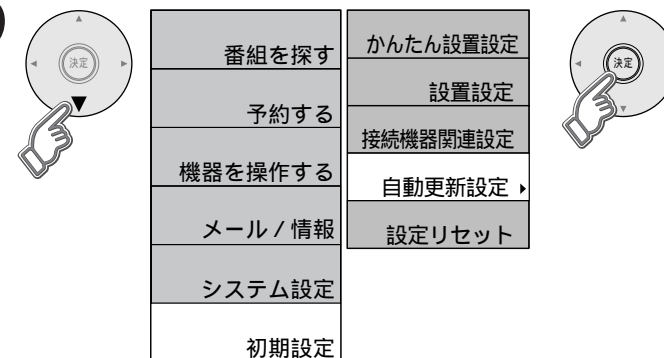 決定
番組を探す
予約する
機器を操作する
メール / 情報
システム設定
初期設定
かんたん設置設定
設置設定
接続機器関連設定
自動更新設定
設定リセット
決定